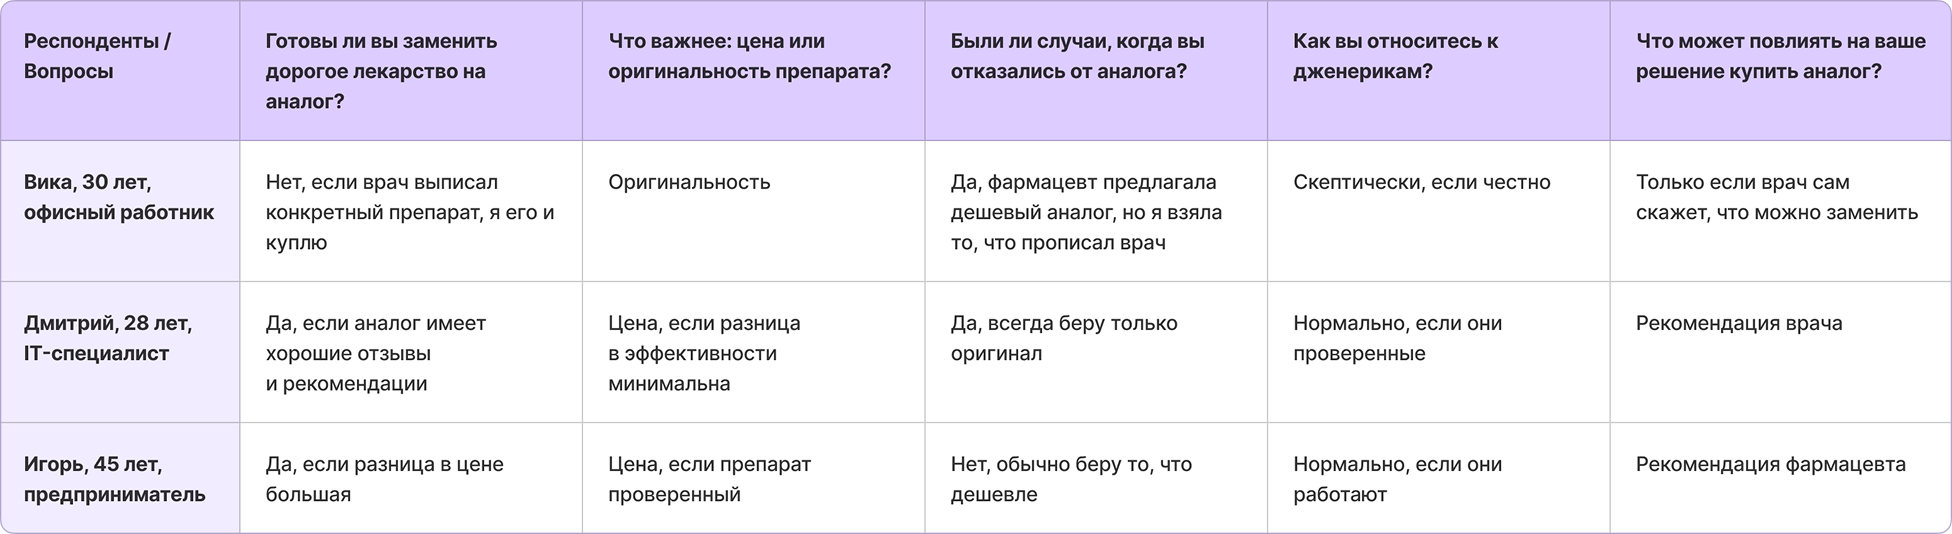 Респонденты /
Вопросы
Готовы ли вы заменить
дорогое лекарство на
аналог?
Что важнее: цена или
оригинальность препарата?
Были ли случаи, когда вы
отказались от аналога?
Как вы относитесь к
дженерикам?
Что может повлиять на ваше
решение купить аналог?
Вика, 30 лет,
офисный работник
Нет, если врач выписал
конкретный препарат, я его и
куплю
Оригинальность
Да, фармацевт предлагала
дешевый аналог, но я взяла
то, что прописал врач
Скептически, если честно
Только если врач сам
скажет, что можно заменить
Дмитрий, 28 лет,
IT-специалист
Да, если аналог имеет
хорошие отзывы
и рекомендации
Цена, если разница
в эффективности
минимальна
Да, всегда беру только
оригинал
Нормально, если они
проверенные
Рекомендация врача
Игорь, 45 лет,
предприниматель
Да, если разница в цене
большая
Цена, если препарат
проверенный
Нет, обычно беру то, что
дешевле
Нормально, если они
работают
Рекомендация фармацевта